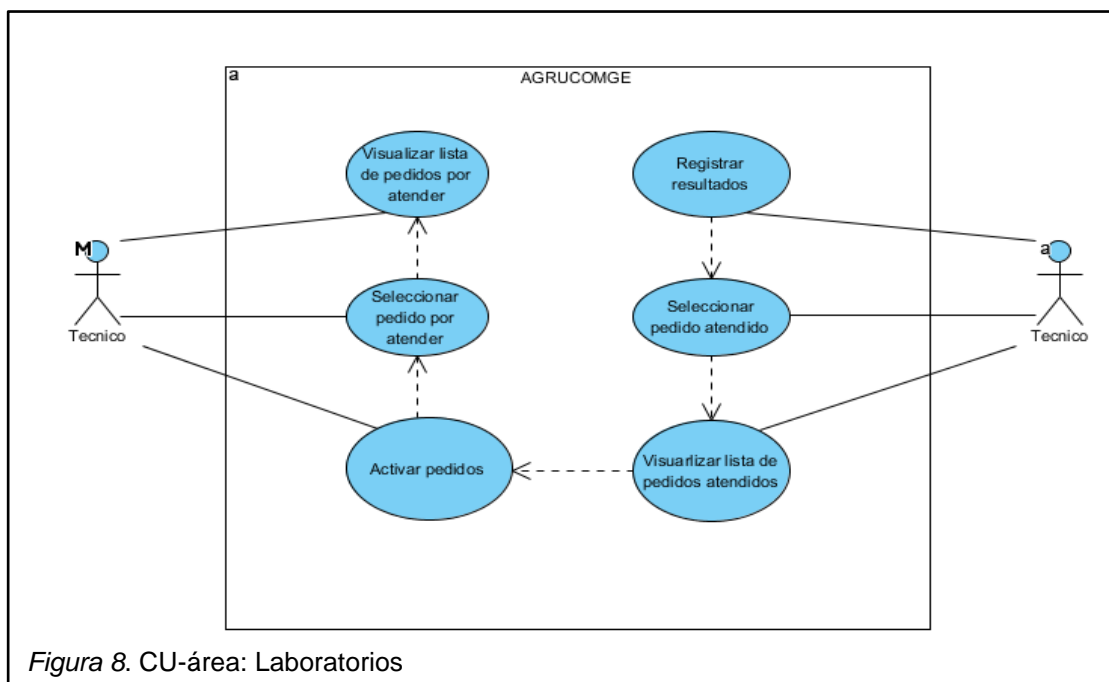 a
AGRUCOMGE
Visualizar lista
de pedidos por
atender
Registrar
resultados
M
Tecnico
Seleccionar
pedido por
atender
Seleccionar
pedido atendido
a
Tecnico
Activar pedidos
Visuarlizar lista de
pedidos atendidos
Figura 8. CU-área: Laboratorios